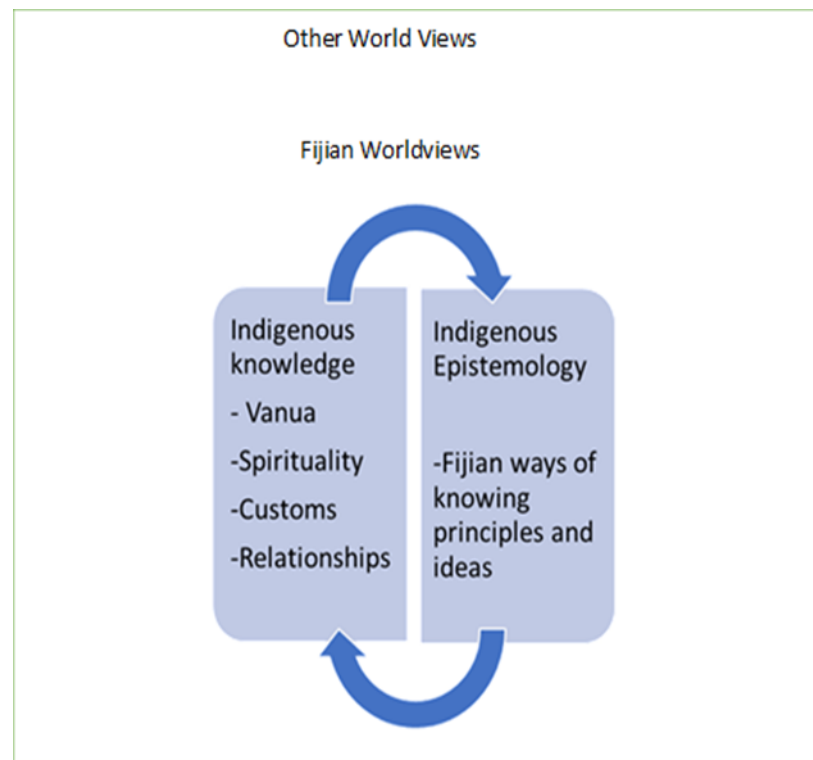 Other World Views
Fijian Worldviews
Indigenous
knowledge
- Vanua
-Spirituality
-Customs
-Relationships
Indigenous
Epistemology
-Fijian ways of
knowing
principles and
ideas